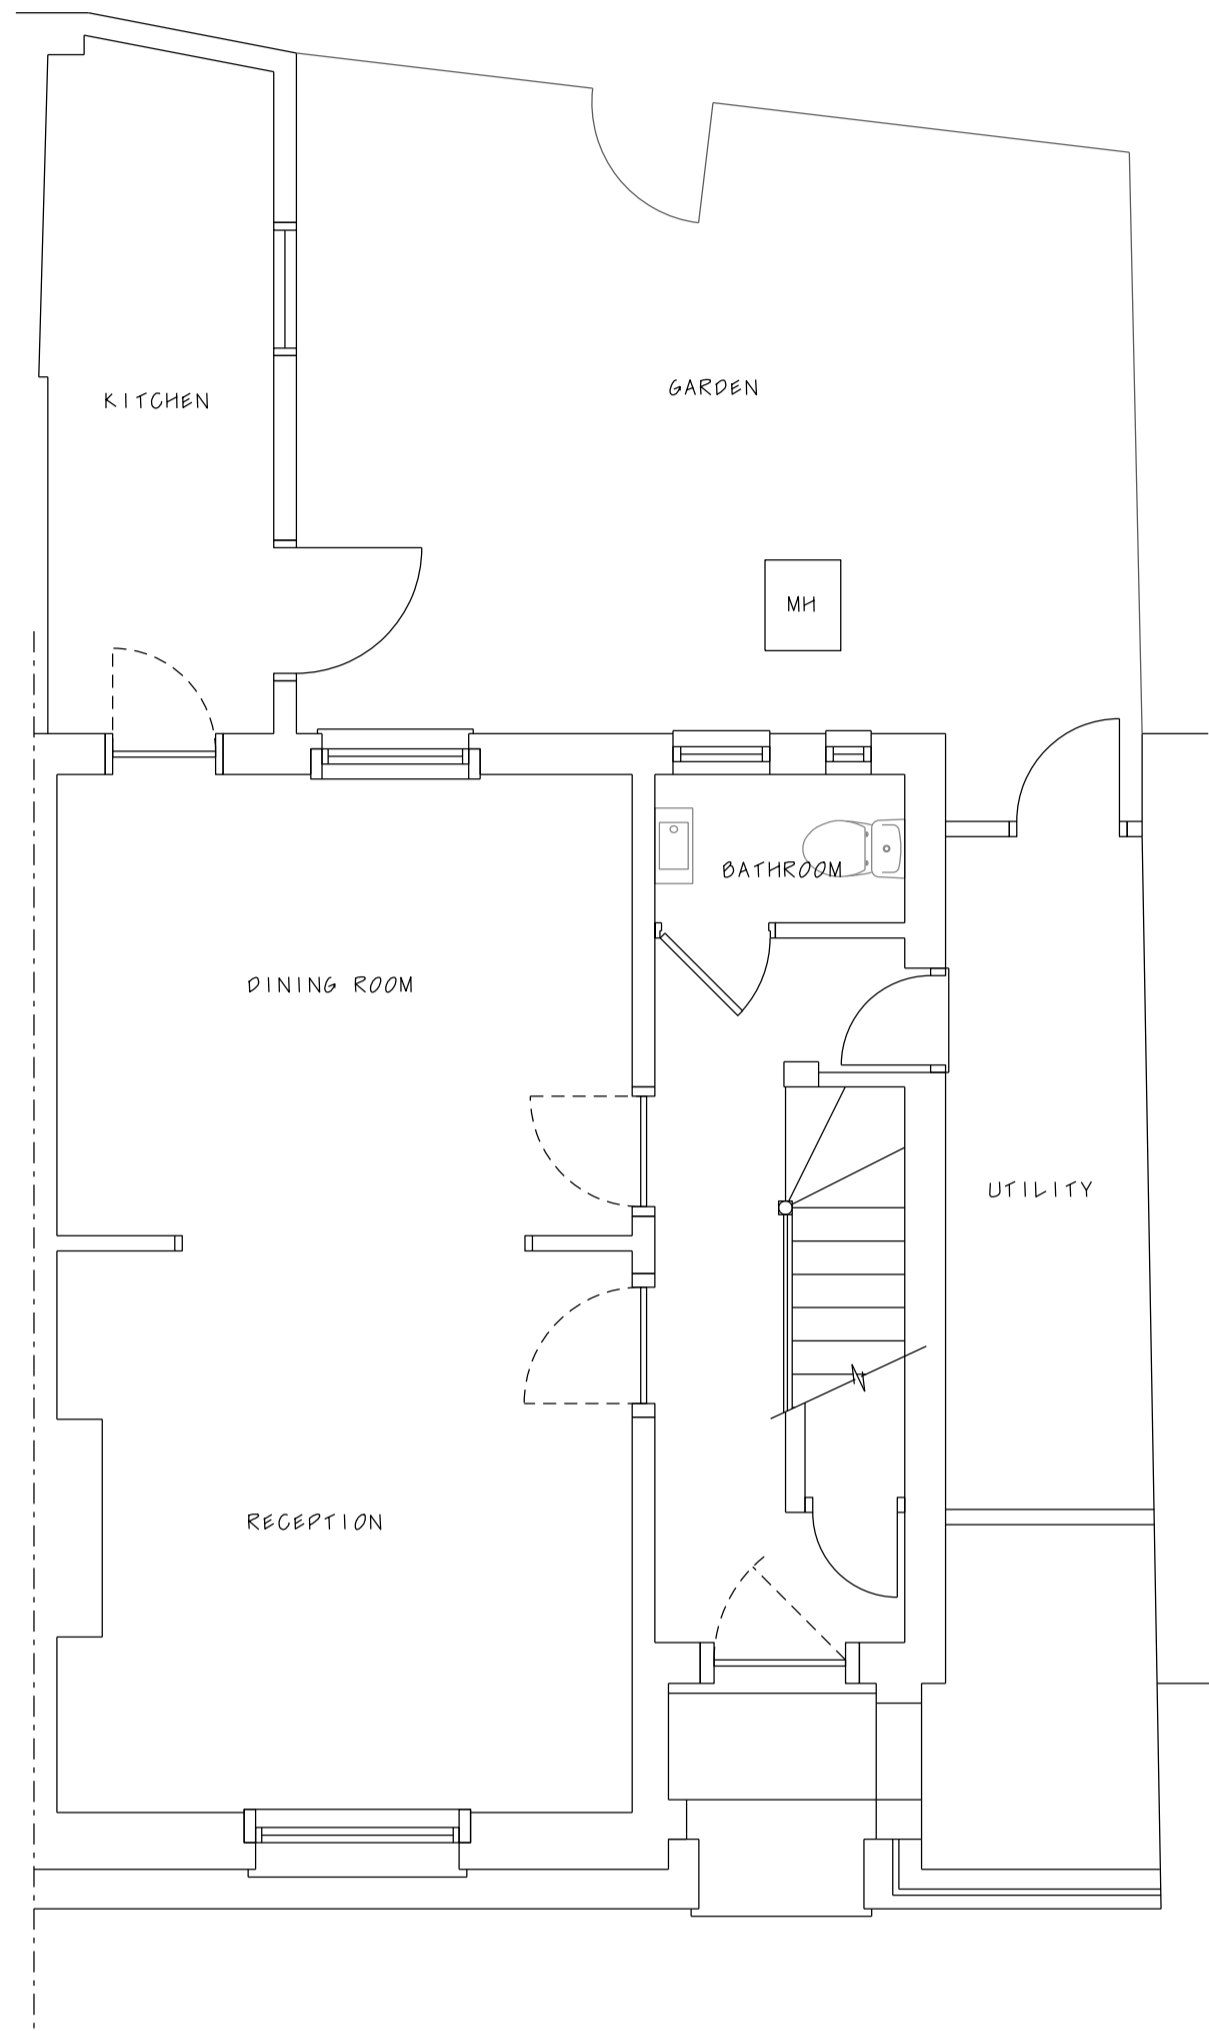 GARDEN
KITCHEN
MH
BATHROOM
DINING ROOM
UTILITY
RECEPTION